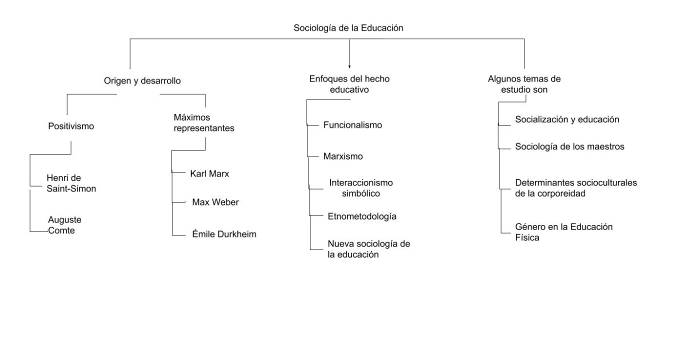 Sociología de la Educación
Origen y desarrollo
Positivismo
Henri de
Saint-Simon
Auguste
Comte
Máximos
representantes
Karl Marx
Max Weber
Émile Durkheim
Enfoques del hecho
educativo
Funcionalismo
Marxismo
Interaccionismo
simbólico
Etnometodología
Nueva sociología de
la educación
Algunos temas de
estudio son
Socialización y educación
Sociología de los maestros
Determinantes socioculturales
de la corporeidad
Género en la Educación
Física